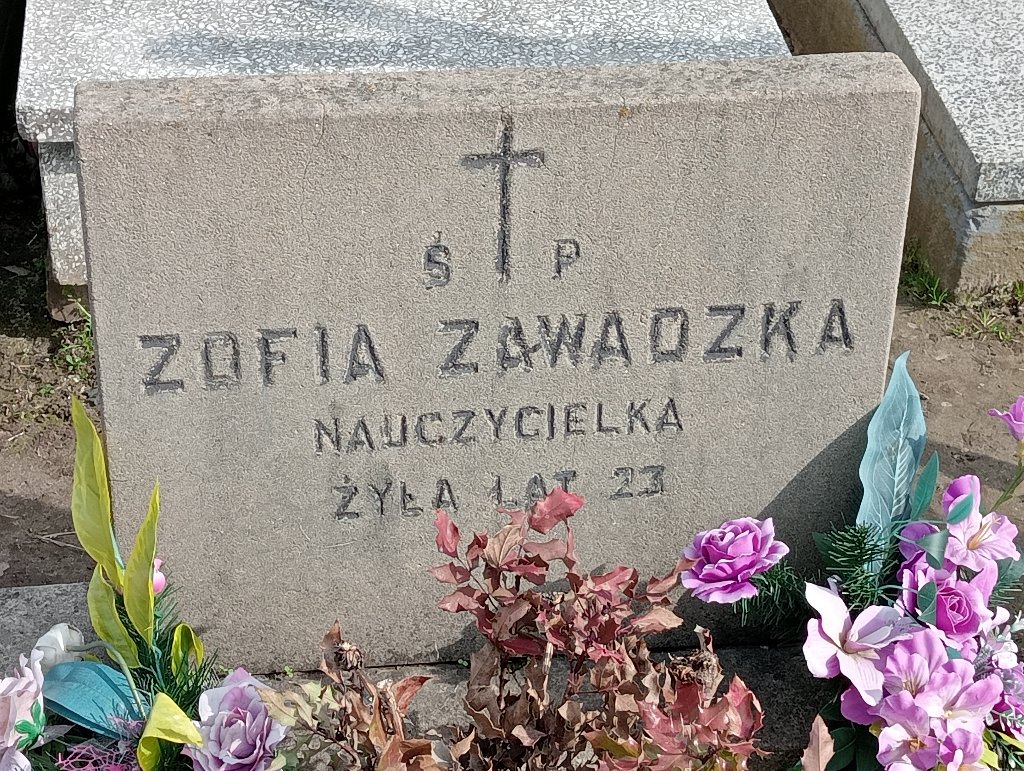 Ś P
ZOFIA ZAWADZKA
NAUCZYCIELKA
ŻYŁA LAT 23